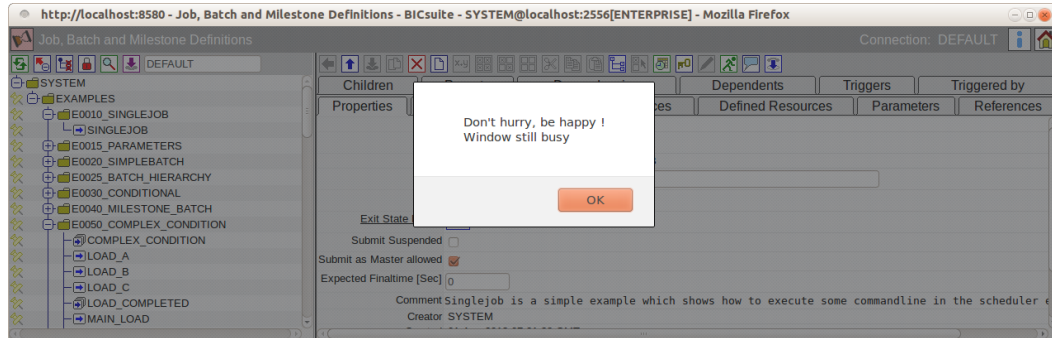 http://localhost:8580 - Job, Batch and Milestone Definitions - BICsuite - SYSTEM@localhost:2556[ENTERPRISE] - Mozilla Firefox
Job, Batch and Milestone Definitions
Connection: DEFAULT
DEFAULT
SYSTEM
EXAMPLES
E0010_SINGLEJOB
SINGLEJOB
E0015_PARAMETERS
E0020_SIMPLEBATCH
E0025_BATCH_HIERARCHY
E0030_CONDITIONAL
E0040_MILESTONE_BATCH
E0050_COMPLEX_CONDITION
COMPLEX_CONDITION
LOAD_A
LOAD_B
LOAD_C
LOAD_COMPLETED
MAIN_LOAD
Children Dependents Triggers Triggered by
Properties Defined Resources Parameters References
Don't hurry, be happy !
Window still busy
OK
Exit State
Submit Suspended
Submit as Master allowed
Expected Finaltime [Sec] 0
Comment Singlejob is a simple example which shows how to execute some commandline in the scheduler
Creator SYSTEM